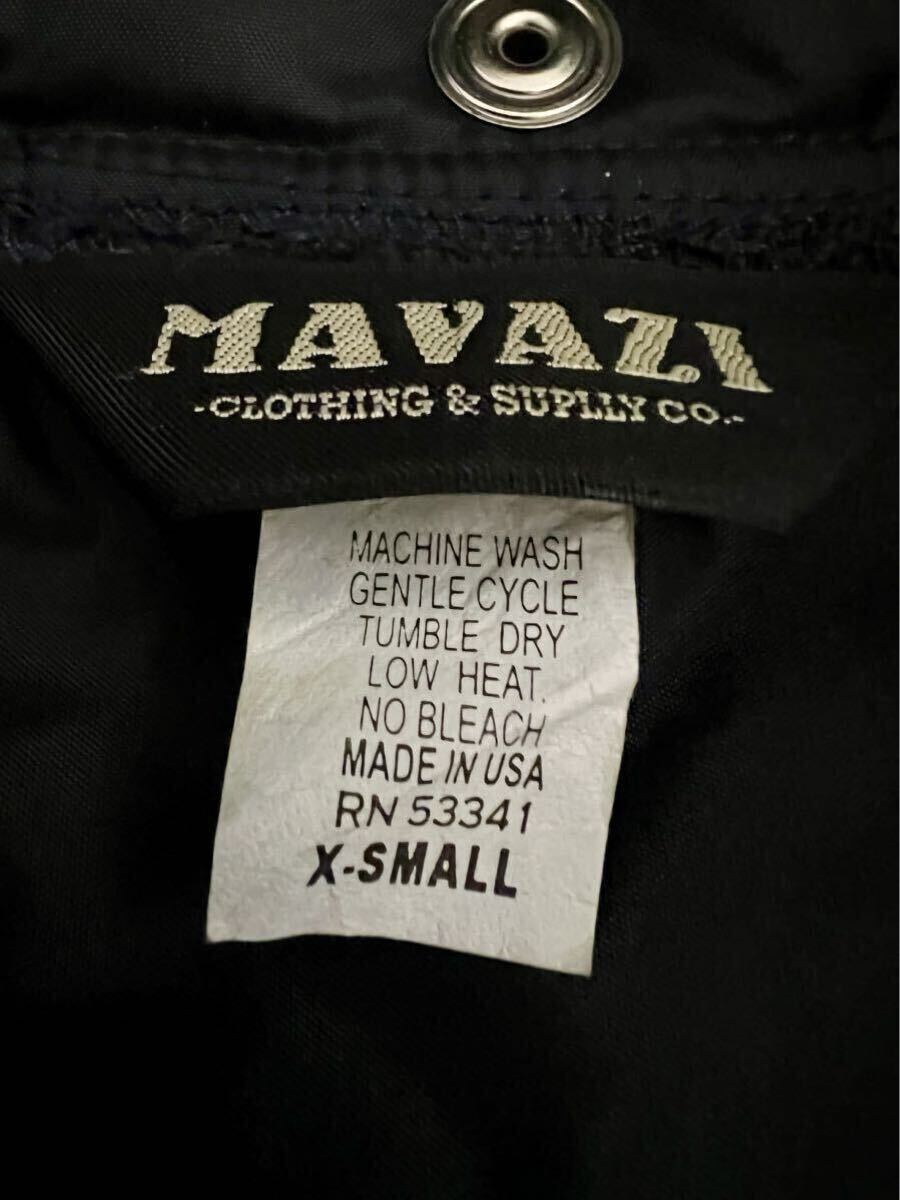 MAVAZI
-CLOTHING & SUPLLY CO.-
MACHINE WASH
GENTLE CYCLE
TUMBLE DRY
LOW HEAT.
NO BLEACH
MADE IN USA
RN 53341
X-SMALL